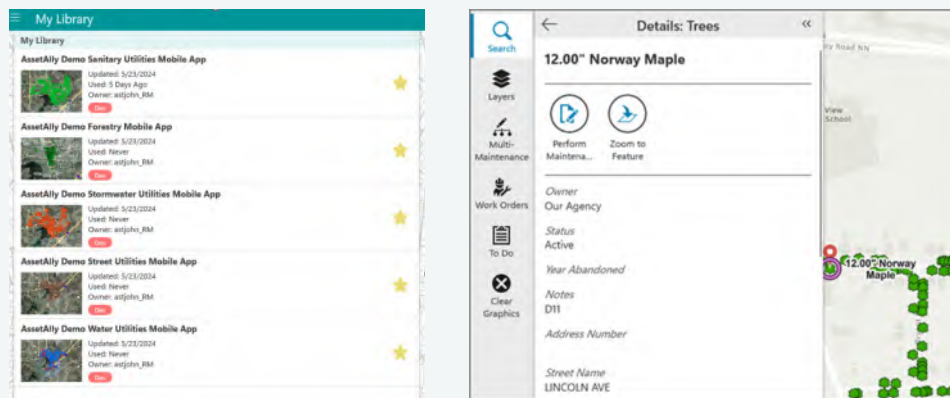 My Library
My Library
AssetAlly Demo Sanitary Utilities Mobile App
Updated: 5/23/2024
Used: 5 Days Ago
Owner: astjohn_RM
Dev
AssetAlly Demo Forestry Mobile App
Updated: 5/23/2024
Used: Never
Owner: astjohn_RM
Dev
AssetAlly Demo Stormwater Utilities Mobile App
Updated: 5/23/2024
Used: Never
Owner: astjohn_RM
Dev
AssetAlly Demo Street Utilities Mobile App
Updated: 5/23/2024
Used: Never
Owner: astjohn_RM
Dev
AssetAlly Demo Water Utilities Mobile App
Updated: 5/23/2024
Used: Never
Owner: astjohn_RM
Dev
Search
Layers
Multi-
Maintenance
Work Orders
To Do
Clear
Graphics
Details: Trees
12.00" Norway Maple
Perform
Maintena...
Zoom to
Feature
Owner
Our Agency
Status
Active
Year Abandoned
Notes
D11
Address Number
Street Name
LINCOLN AVE
Road NN
View
School
12.00" Norway
Maple